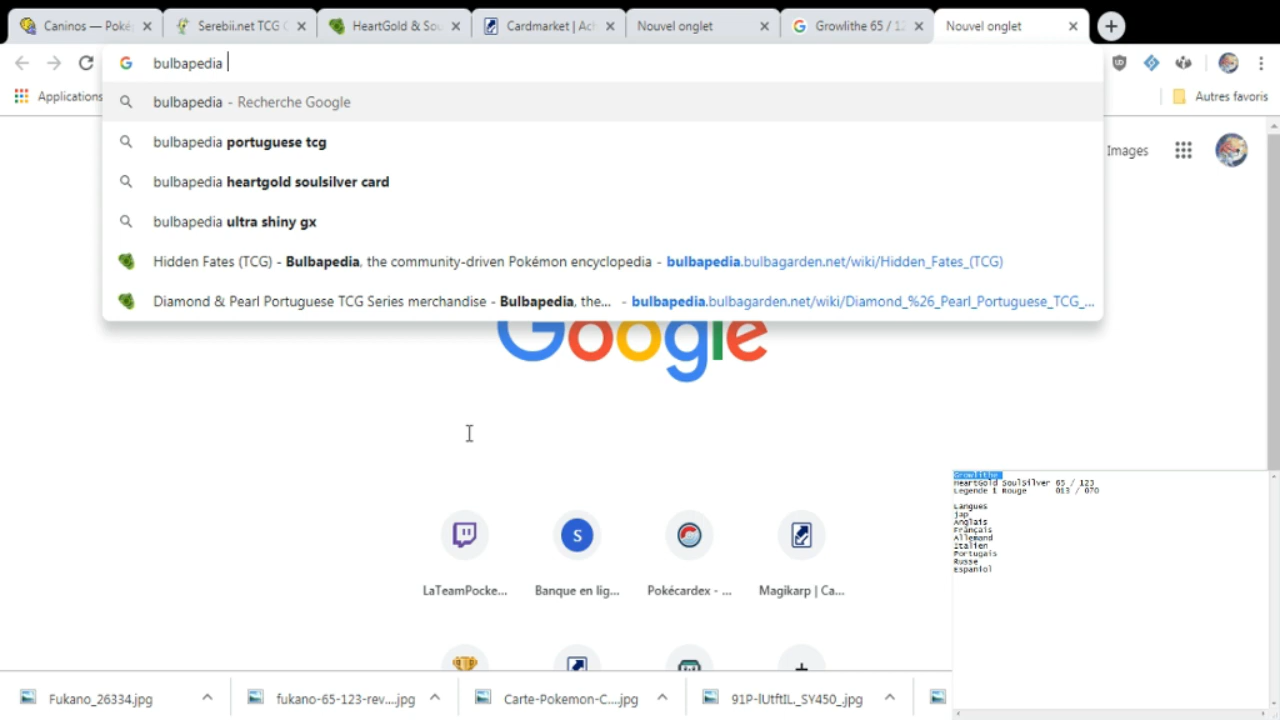 Caninos — Poké
Serebii.net TCG
HeartGold & Sou
Cardmarket | Ach
Nouvel onglet
Growlithe 65 / 12
Nouvel onglet
bulbapedia
Applications
Autres favoris
bulbapedia - Recherche Google
bulbapedia portuguese tcg
bulbapedia heartgold soulsilver card
bulbapedia ultra shiny gx
Hidden Fates (TCG) - Bulbapedia, the community-driven Pokémon encyclopedia - bulbapedia.bulbagarden.net/wiki/Hidden_Fates_(TCG)
Diamond & Pearl Portuguese TCG Series merchandise - Bulbapedia, the... - bulbapedia.bulbagarden.net/wiki/Diamond_%26_Pearl_Portuguese_TCG_...
Images
Google
S
LaTeamPocke...
Banque en lig...
Pokécardex - ...
Magikarp | Ca...
Growlithe
HeartGold SoulSilver 65 / 123
Legende 1 Rouge 013 / 070
Langues
jap
Anglais
Français
Allemand
Italien
Portugais
Russe
Espaniol
Fukano_26334.jpg
fukano-65-123-rev....jpg
Carte-Pokemon-C....jpg
91P-lUtftIL._SY450_.jpg